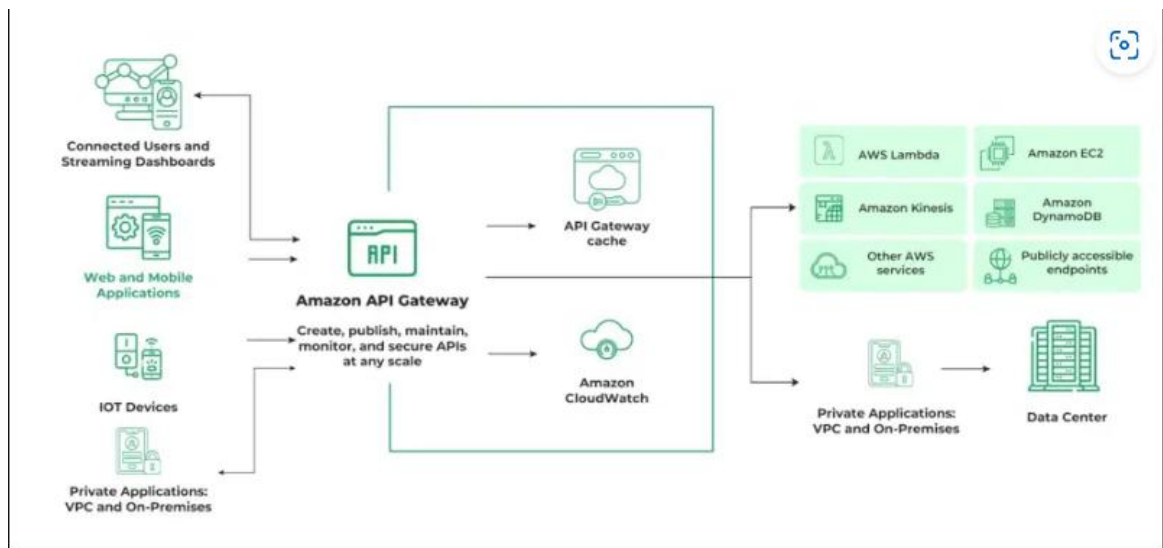 Connected Users and
Streaming Dashboards
Web and Mobile
Applications
IOT Devices
Private Applications:
VPC and On-Premises
API
Amazon API Gateway
Create, publish, maintain,
monitor, and secure APIs
at any scale
API Gateway
cache
Amazon
CloudWatch
AWS Lambda
Amazon EC2
Amazon Kinesis
Amazon
DynamoDB
Other AWS
services
Publicly accessible
endpoints
Private Applications:
VPC and On-Premises
Data Center